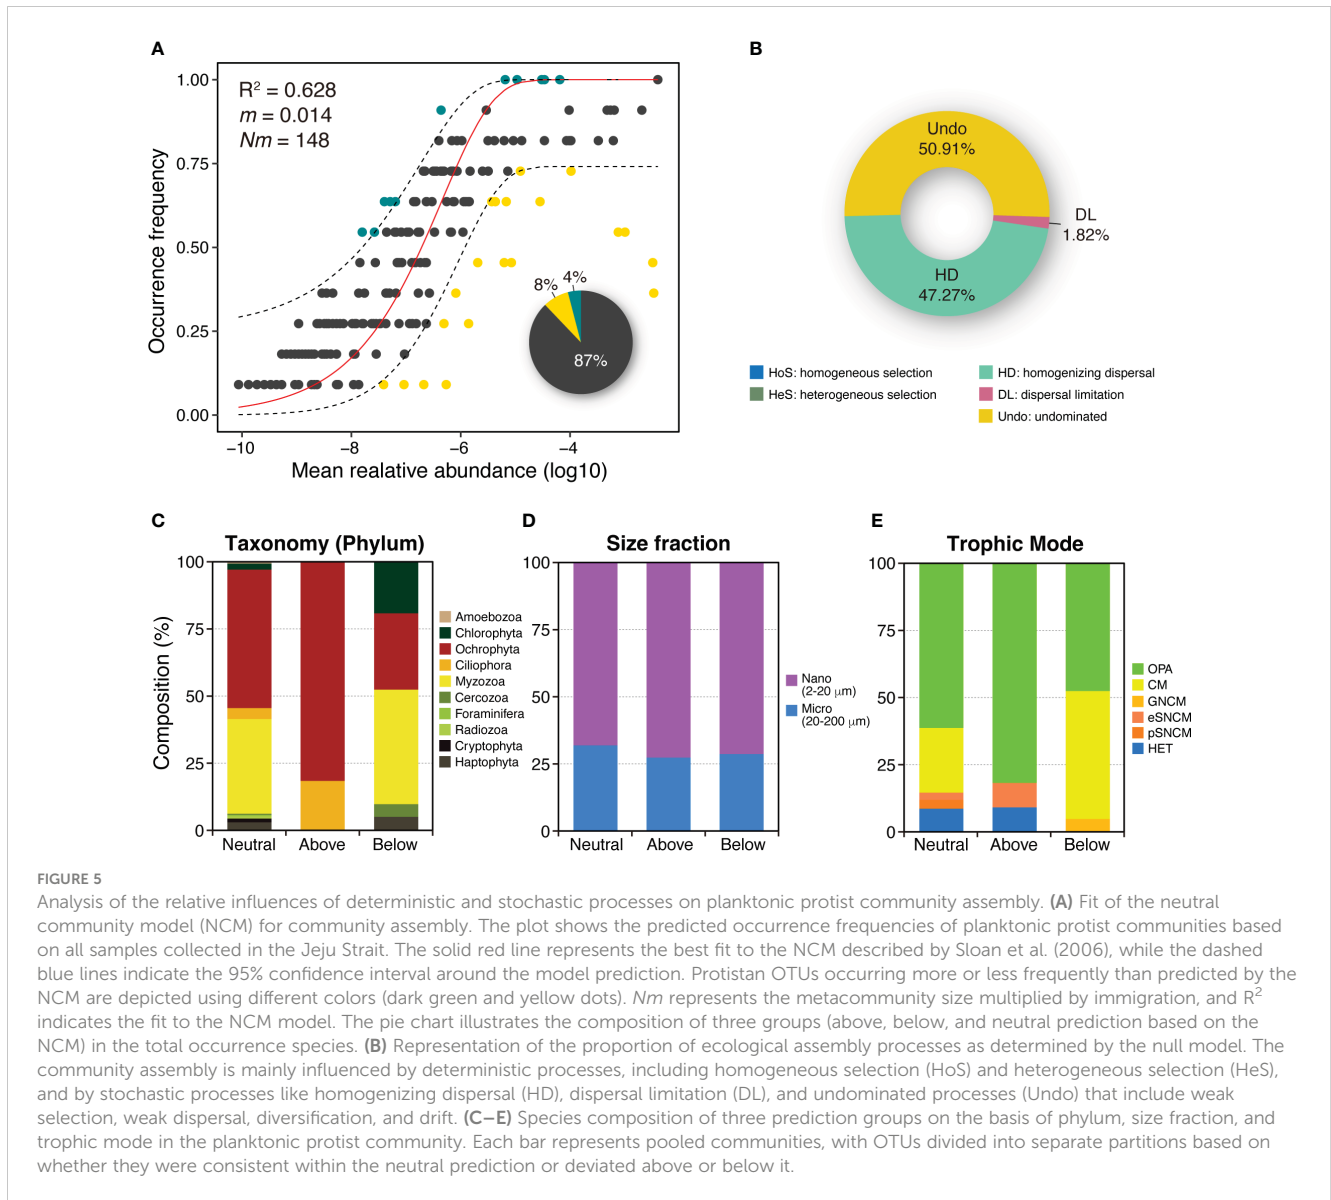 A
R² = 0.628
m = 0.014
Nm = 148
Occurrence frequency
1.00
0.75
0.50
0.25
0.00
−10
−8
−6
−4
Mean realative abundance (log10)
8%
4%
87%
B
Undo
50.91%
DL
1.82%
HD
47.27%
HoS: homogeneous selection
HeS: heterogeneous selection
HD: homogenizing dispersal
DL: dispersal limitation
Undo: undominated
C
Taxonomy (Phylum)
Composition (%)
100
75
50
25
0
Neutral
Above
Below
Amoebozoa
Chlorophyta
Ochrophyta
Ciliophora
Myzozoa
Cercozoa
Foraminifera
Radiozoa
Cryptophyta
Haptophyta
D
Size fraction
100
75
50
25
0
Neutral
Above
Below
Nano
(2-20 μm)
Micro
(20-200 μm)
E
Trophic Mode
100
75
50
25
0
Neutral
Above
Below
OPA
CM
GNCM
eSNCM
pSNCM
HET
FIGURE 5
Analysis of the relative influences of deterministic and stochastic processes on planktonic protist community assembly. (A) Fit of the neutral
community model (NCM) for community assembly. The plot shows the predicted occurrence frequencies of planktonic protist communities based
on all samples collected in the Jeju Strait. The solid red line represents the best fit to the NCM described by Sloan et al. (2006), while the dashed
blue lines indicate the 95% confidence interval around the model prediction. Protistan OTUs occurring more or less frequently than predicted by the
NCM are depicted using different colors (dark green and yellow dots). Nm represents the metacommunity size multiplied by immigration, and R²
indicates the fit to the NCM model. The pie chart illustrates the composition of three groups (above, below, and neutral prediction based on the
NCM) in the total occurrence species. (B) Representation of the proportion of ecological assembly processes as determined by the null model. The
community assembly is mainly influenced by deterministic processes, including homogeneous selection (HoS) and heterogeneous selection (HeS),
and by stochastic processes like homogenizing dispersal (HD), dispersal limitation (DL), and undominated processes (Undo) that include weak
selection, weak dispersal, diversification, and drift. (C–E) Species composition of three prediction groups on the basis of phylum, size fraction, and
trophic mode in the planktonic protist community. Each bar represents pooled communities, with OTUs divided into separate partitions based on
whether they were consistent within the neutral prediction or deviated above or below it.